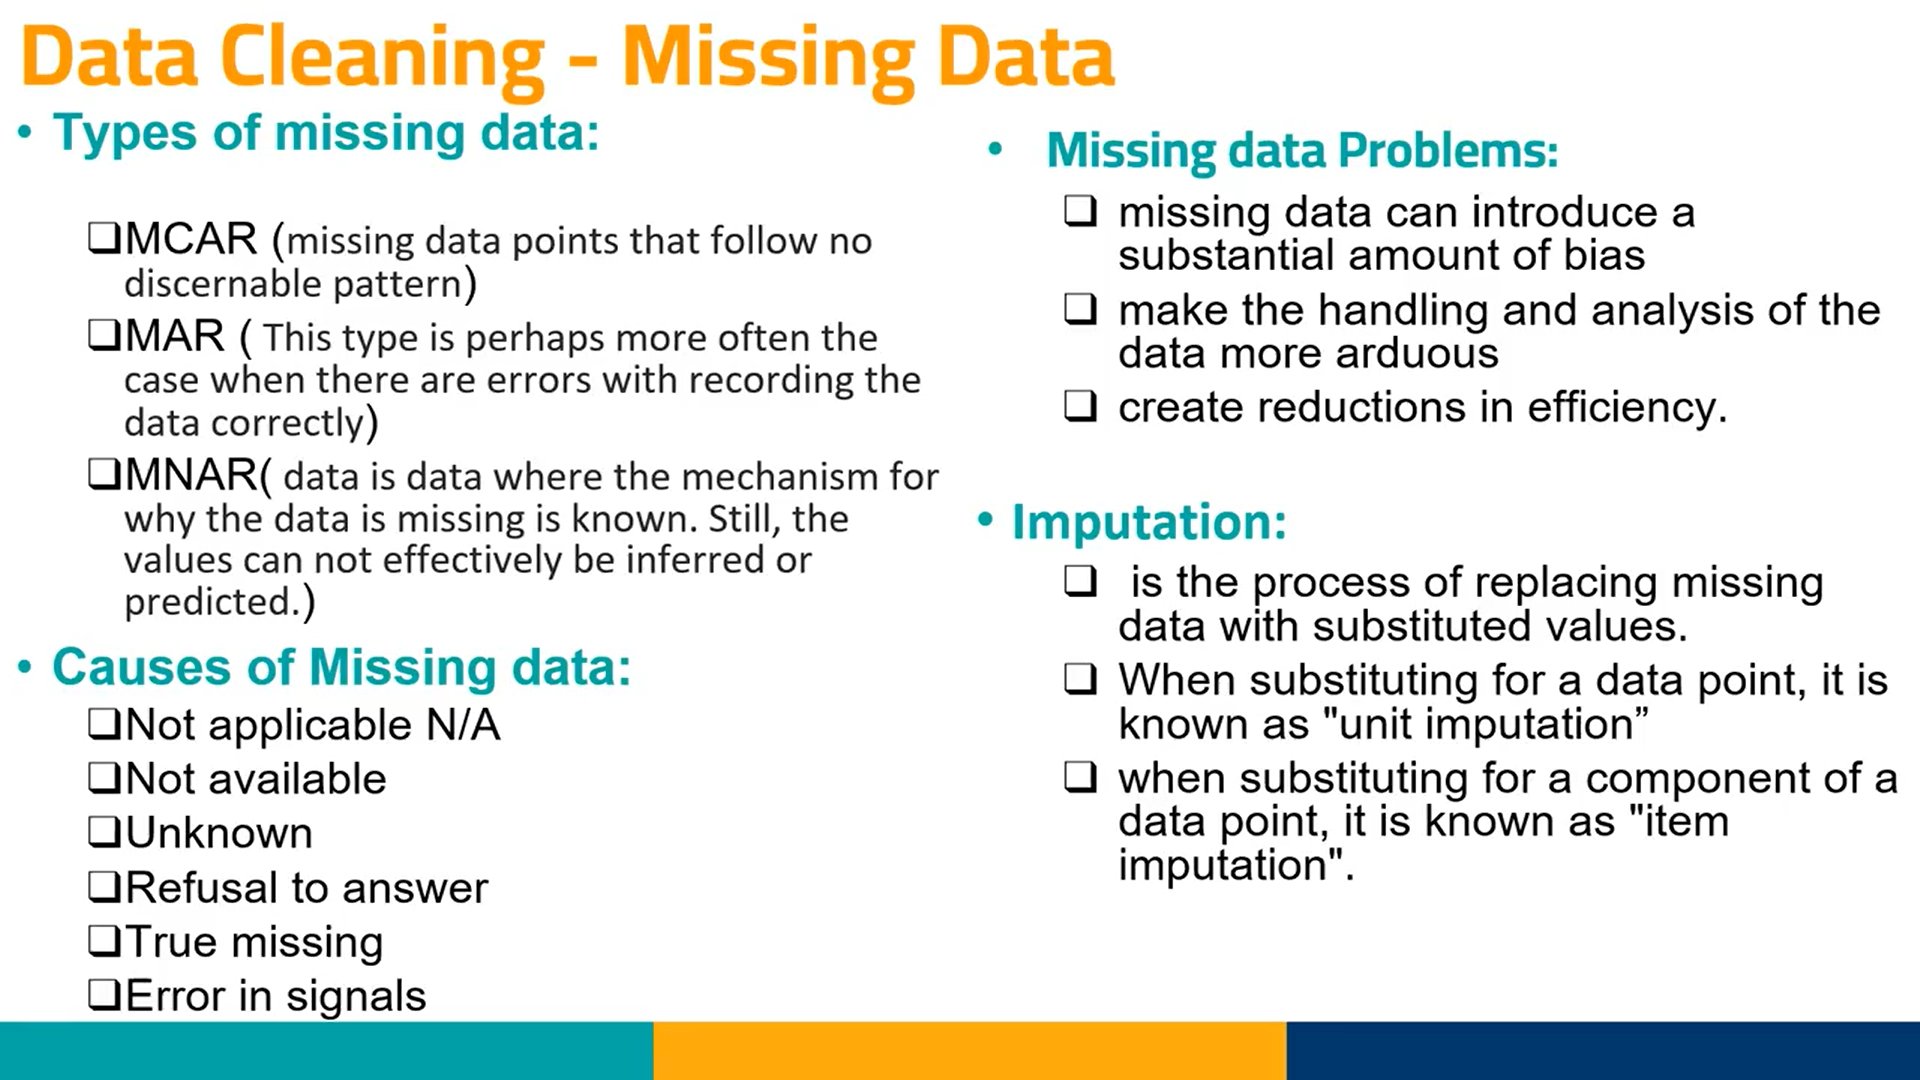 Data Cleaning - Missing Data
• Types of missing data:
❑MCAR (missing data points that follow no
discernable pattern)
❑MAR ( This type is perhaps more often the
case when there are errors with recording the
data correctly)
❑MNAR( data is data where the mechanism for
why the data is missing is known. Still, the
values can not effectively be inferred or
predicted.)
• Causes of Missing data:
❑Not applicable N/A
❑Not available
❑Unknown
❑Refusal to answer
❑True missing
❑Error in signals
• Missing data Problems:
❑ missing data can introduce a
substantial amount of bias
❑ make the handling and analysis of the
data more arduous
❑ create reductions in efficiency.
• Imputation:
❑ is the process of replacing missing
data with substituted values.
❑ When substituting for a data point, it is
known as "unit imputation”
❑ when substituting for a component of a
data point, it is known as "item
imputation".